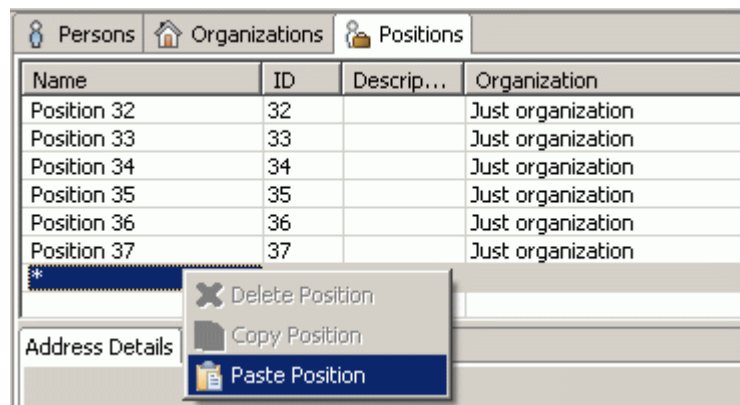 Persons Organizations Positions
Name ID Descrip... Organization
Position 32 32 Just organization
Position 33 33 Just organization
Position 34 34 Just organization
Position 35 35 Just organization
Position 36 36 Just organization
Position 37 37 Just organization
*
Delete Position
Copy Position
Address Details
Paste Position